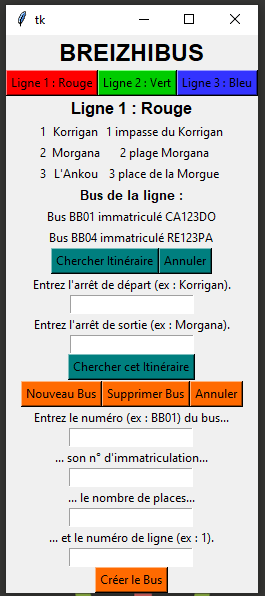 tk
BREIZHIBUS
Ligne 1 : Rouge Ligne 2 : Vert Ligne 3 : Bleu
Ligne 1 : Rouge
1 Korrigan 1 impasse du Korrigan
2 Morgana 2 plage Morgana
3 L'Ankou 3 place de la Morgue
Bus de la ligne :
Bus BB01 immatriculé CA123DO
Bus BB04 immatriculé RE123PA
Chercher Itinéraire Annuler
Entrez l'arrêt de départ (ex : Korrigan).
Entrez l'arrêt de sortie (ex : Morgana).
Chercher cet Itinéraire
Nouveau Bus Supprimer Bus Annuler
Entrez le numéro (ex : BB01) du bus...
... son n° d'immatriculation...
... le nombre de places...
... et le numéro de ligne (ex : 1).
Créer le Bus